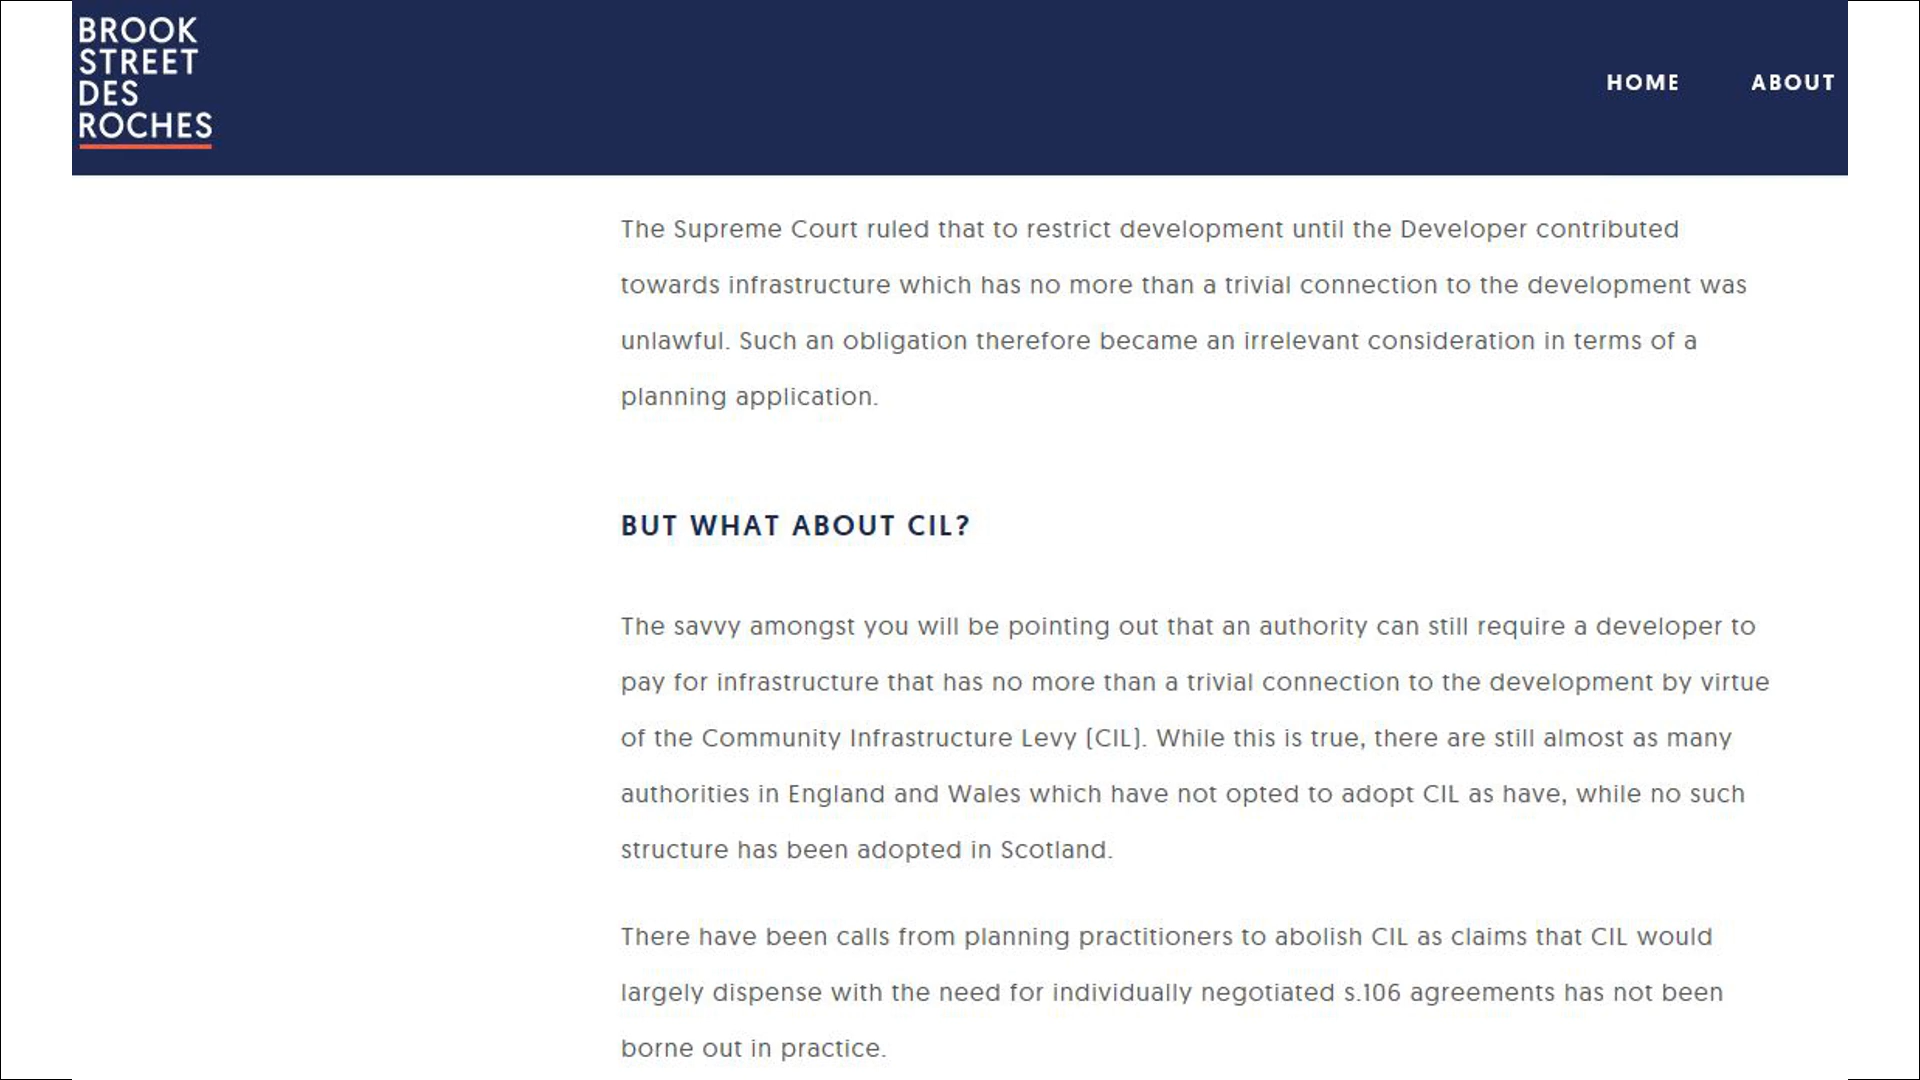 BROOK
STREET
DES
ROCHES
HOME
ABOUT
The Supreme Court ruled that to restrict development until the Developer contributed
towards infrastructure which has no more than a trivial connection to the development was
unlawful. Such an obligation therefore became an irrelevant consideration in terms of a
planning application.
BUT WHAT ABOUT CIL?
The savvy amongst you will be pointing out that an authority can still require a developer to
pay for infrastructure that has no more than a trivial connection to the development by virtue
of the Community Infrastructure Levy (CIL). While this is true, there are still almost as many
authorities in England and Wales which have not opted to adopt CIL as have, while no such
structure has been adopted in Scotland.
There have been calls from planning practitioners to abolish CIL as claims that CIL would
largely dispense with the need for individually negotiated s.106 agreements has not been
borne out in practice.